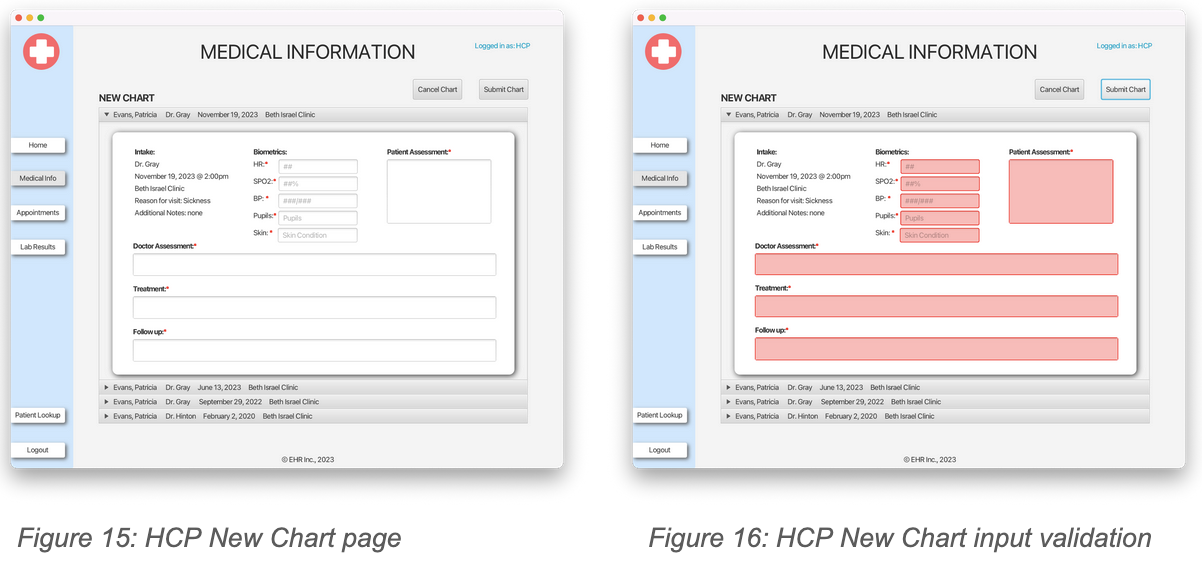 MEDICAL INFORMATION
Logged in as: HCP
Cancel Chart
Submit Chart
NEW CHART
Evans, Patricia Dr. Gray November 19, 2023 Beth Israel Clinic
Home
Medical Info
Appointments
Lab Results
Patient Lookup
Logout
Intake:
Dr. Gray
November 19, 2023 @ 2:00pm
Beth Israel Clinic
Reason for visit: Sickness
Additional Notes: none
Biometrics:
HR:* ##
SPO2:* ##%
BP: * ###/###
Pupils:* Pupils
Skin: * Skin Condition
Patient Assessment:*
Doctor Assessment:*
Treatment:*
Follow up:*
Evans, Patricia Dr. Gray June 13, 2023 Beth Israel Clinic
Evans, Patricia Dr. Gray September 29, 2022 Beth Israel Clinic
Evans, Patricia Dr. Hinton February 2, 2020 Beth Israel Clinic
© EHR Inc., 2023
Figure 15: HCP New Chart page
MEDICAL INFORMATION
Logged in as: HCP
Cancel Chart
Submit Chart
NEW CHART
Evans, Patricia Dr. Gray November 19, 2023 Beth Israel Clinic
Home
Medical Info
Appointments
Lab Results
Patient Lookup
Logout
Intake:
Dr. Gray
November 19, 2023 @ 2:00pm
Beth Israel Clinic
Reason for visit: Sickness
Additional Notes: none
Biometrics:
HR:* ##
SPO2:* ##%
BP: * ###/###
Pupils:* Pupils
Skin: * Skin Condition
Patient Assessment:*
Doctor Assessment:*
Treatment:*
Follow up:*
Evans, Patricia Dr. Gray June 13, 2023 Beth Israel Clinic
Evans, Patricia Dr. Gray September 29, 2022 Beth Israel Clinic
Evans, Patricia Dr. Hinton February 2, 2020 Beth Israel Clinic
© EHR Inc., 2023
Figure 16: HCP New Chart input validation